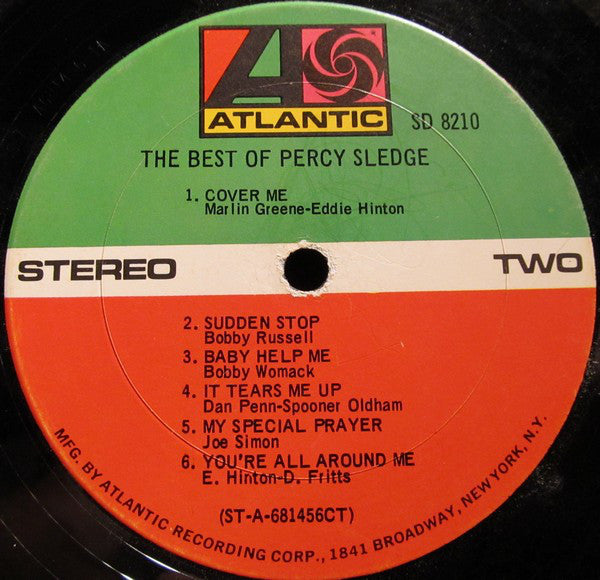 ATLANTIC
SD 8210
THE BEST OF PERCY SLEDGE
1. COVER ME
Marlin Greene-Eddie Hinton
STEREO
TWO
2. SUDDEN STOP
Bobby Russell
3. BABY HELP ME
Bobby Womack
4. IT TEARS ME UP
Dan Penn-Spooner Oldham
5. MY SPECIAL PRAYER
Joe Simon
6. YOU'RE ALL AROUND ME
E. Hinton-D. Fritts
(ST-A-681456CT)
MFG. BY ATLANTIC RECORDING CORP., 1841 BROADWAY, NEW YORK, N.Y.